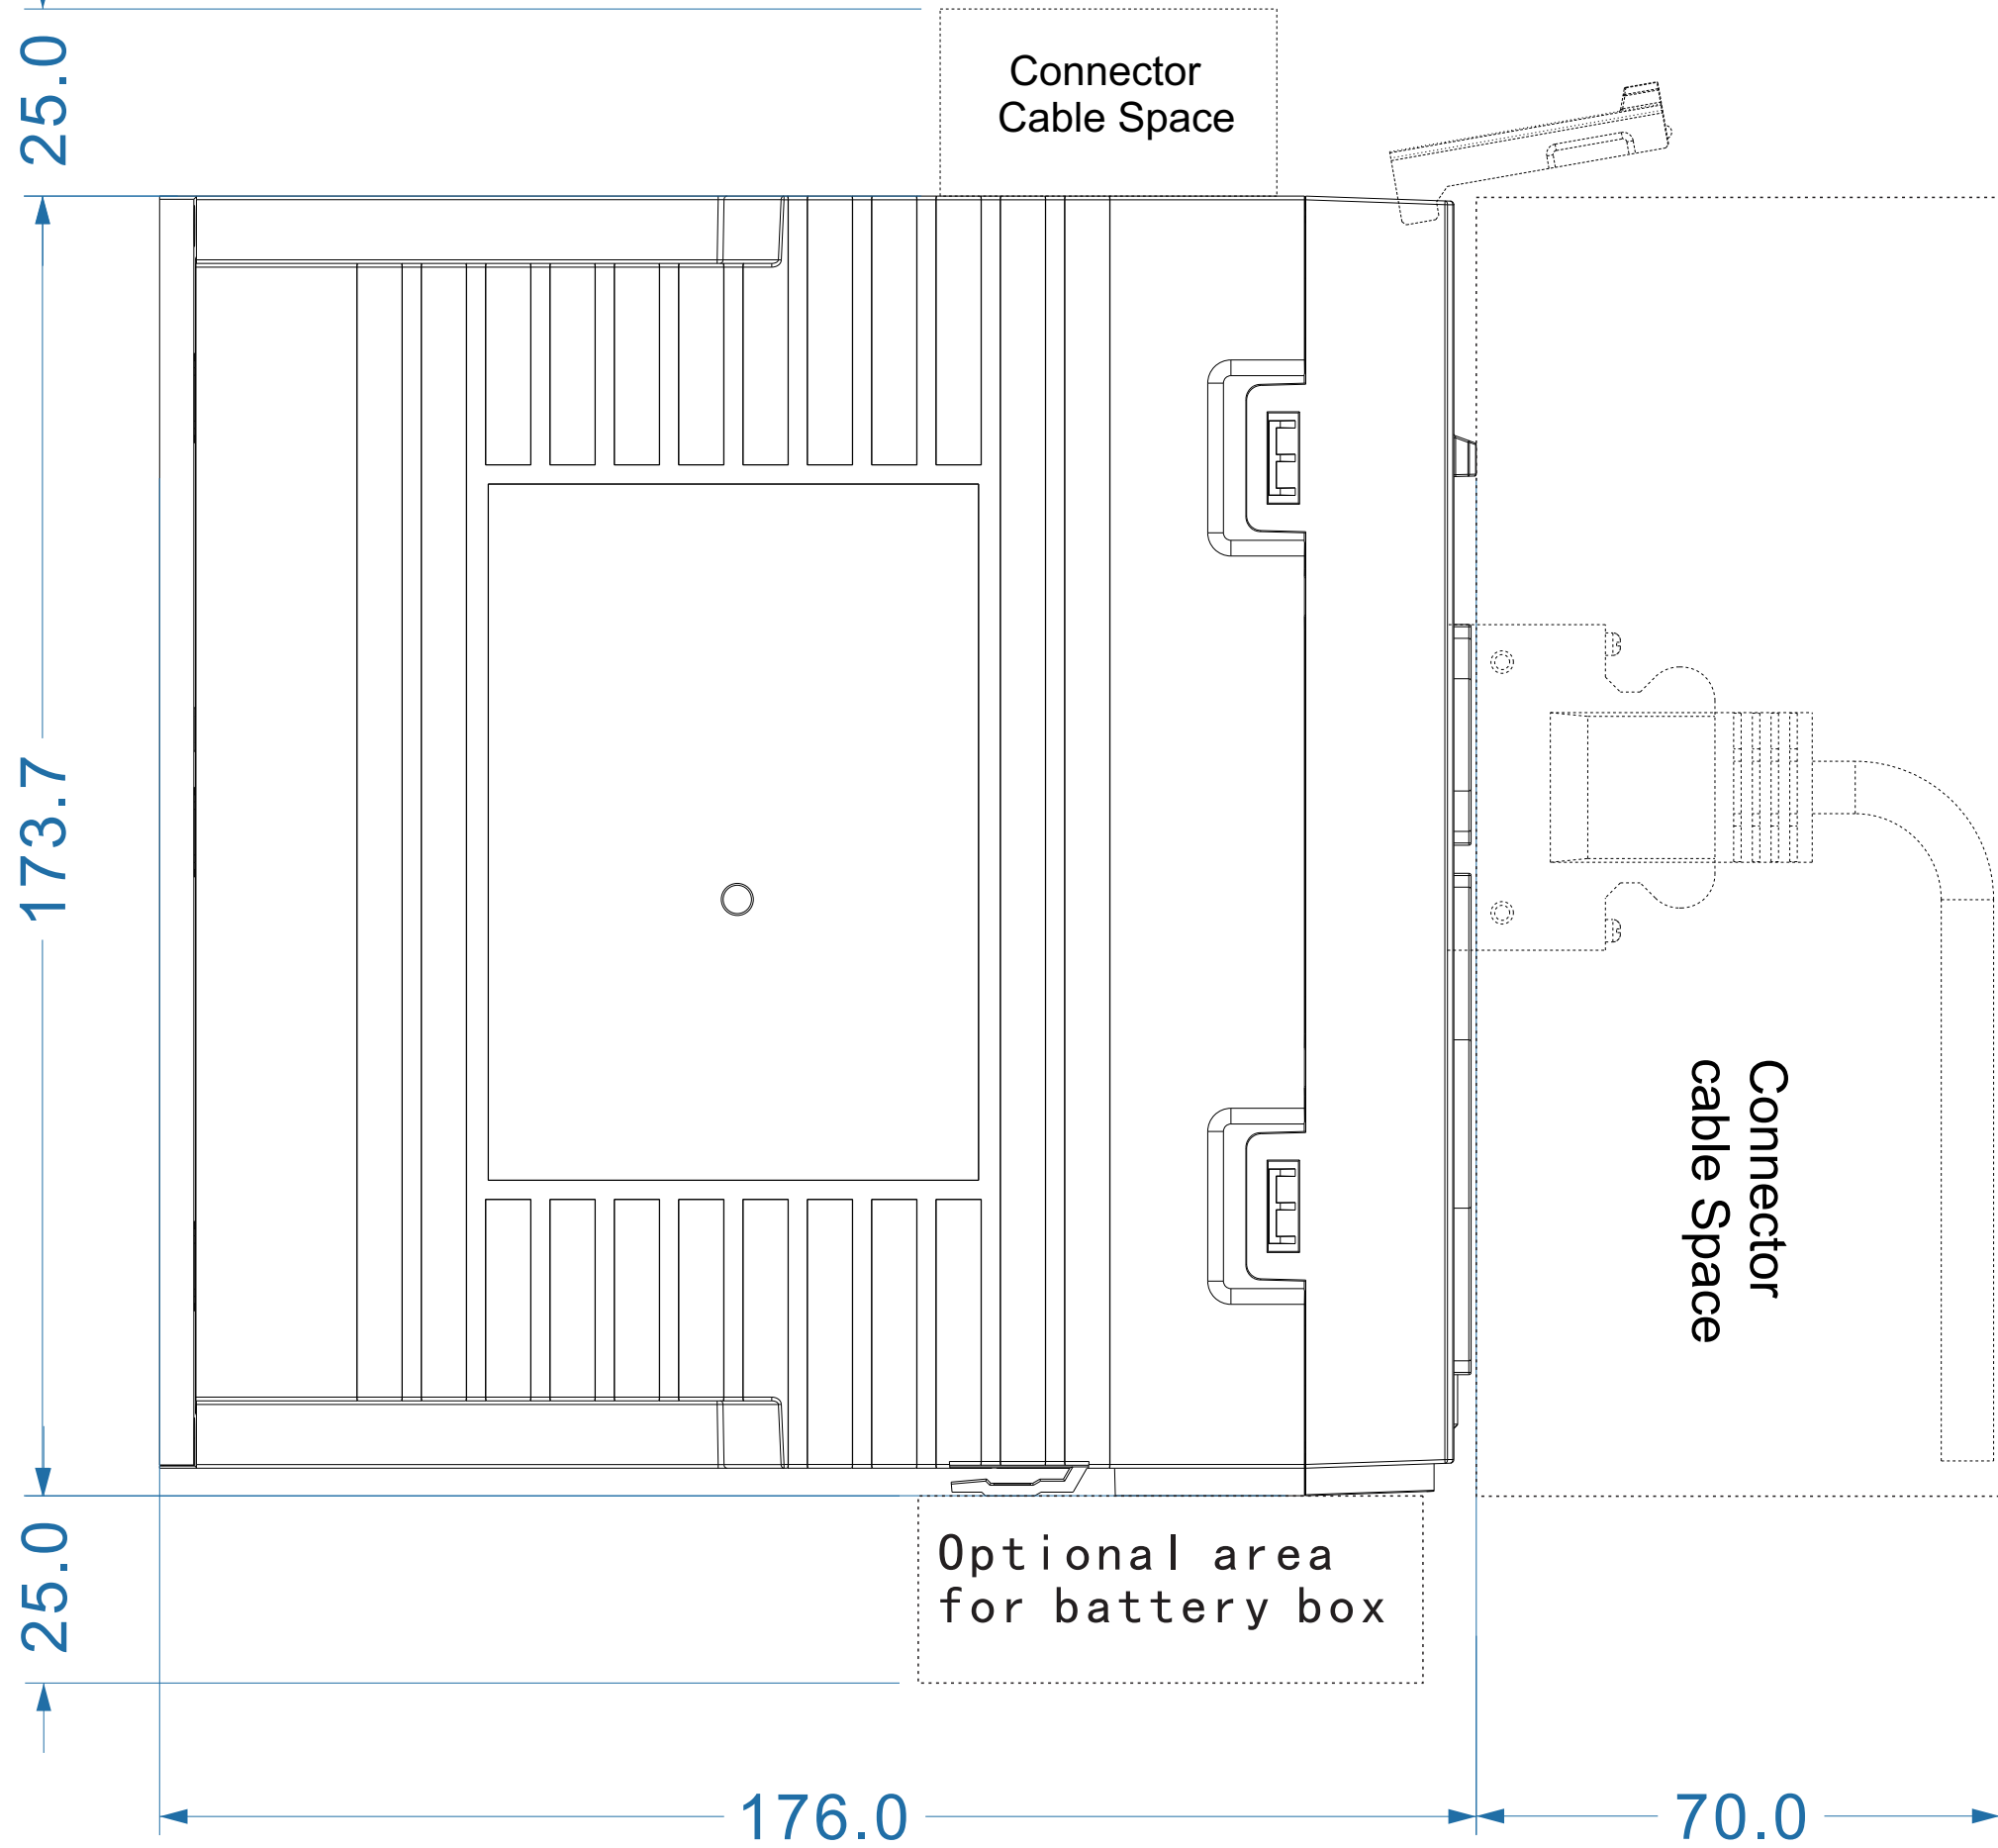 25.0
Connector
Cable Space
173.7
Connector
cable Space
25.0
Optional area
for battery box
176.0
70.0